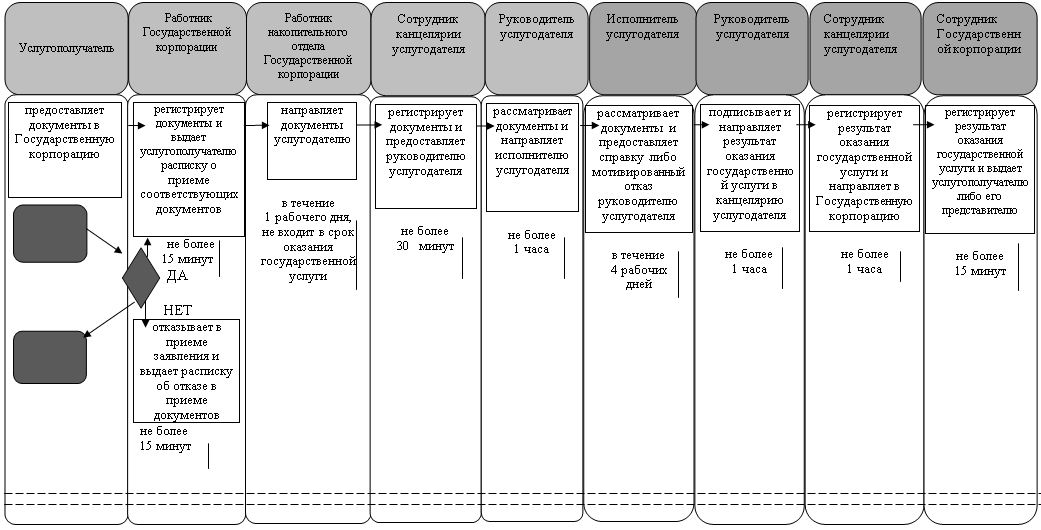 Услугополучатель
Работник
Государственной
корпорации
Работник
накопительного
отдела
Государственной
корпорации
Сотрудник
канцелярии
услугодателя
Руководитель
услугодателя
Исполнитель
услугодателя
Руководитель
услугодателя
Сотрудник
канцелярии
услугодателя
Сотрудник
Государственн
ой корпорации
предоставляет
документы в
Государственную
корпорацию
регистрирует
документы и
выдает
услугополучателю
расписку о
приеме
соответствующих
документов
не более
15 минут
ДА
НЕТ
отказывает в
приеме
заявления и
выдает расписку
об отказе в
приеме
документов
не более
15 минут
направляет
документы
услугодателю
в течение
1 рабочего дня,
не входит в срок
оказания
государственной
услуги
регистрирует
документы и
предоставляет
руководителю
услугодателя
не более
30 минут
рассматривает
документы и
направляет
исполнителю
услугодателя
не более
1 часа
рассматривает
документы и
предоставляет
справку либо
мотивированный
отказ
руководителю
услугодателя
в течение
4 рабочих
дней
подписывает и
направляет
результат
оказания
государственно
й услуги в
канцелярию
услугодателя
не более
1 часа
регистрирует
результат
оказания
государственной
услуги и
направляет в
Государственную
корпорацию
не более
1 часа
регистрирует
результат
оказания
государственной
услуги и выдает
услугополучателю
либо его
представителю
не более
15 минут